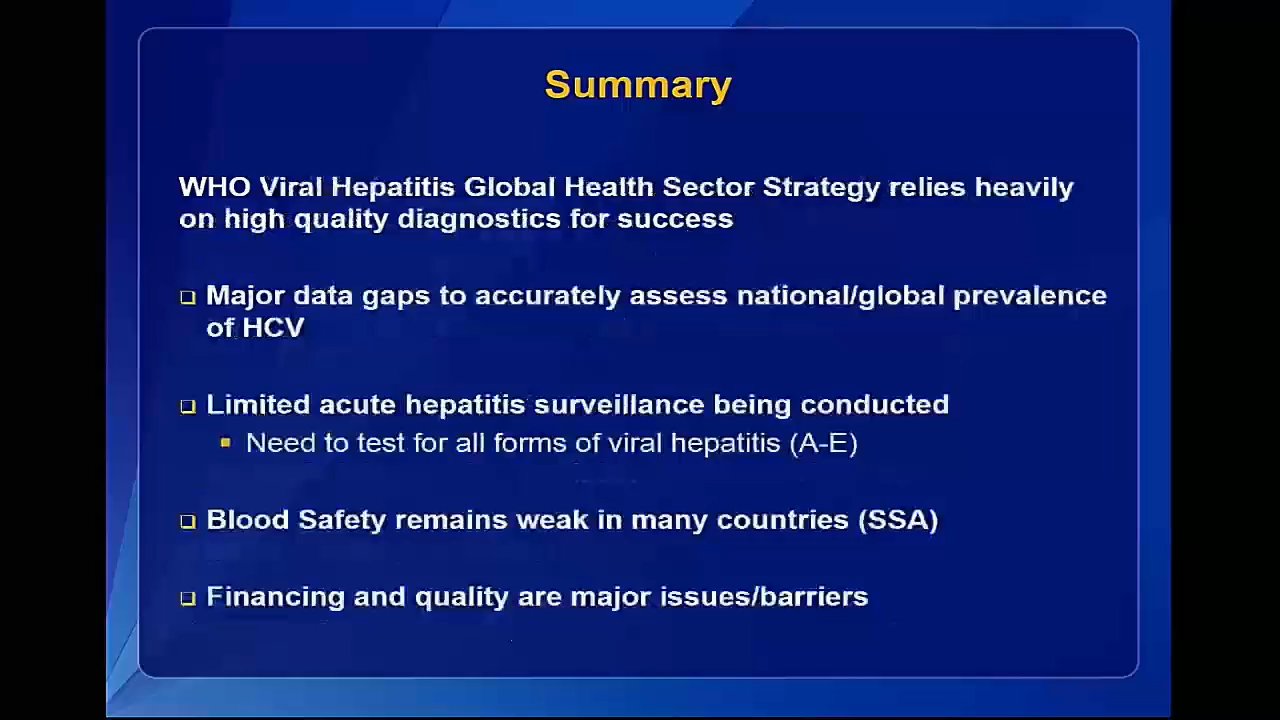 Summary
WHO Viral Hepatitis Global Health Sector Strategy relies heavily
on high quality diagnostics for success
Major data gaps to accurately assess national/global prevalence
of HCV
Limited acute hepatitis surveillance being conducted
Need to test for all forms of viral hepatitis (A-E)
Blood Safety remains weak in many countries (SSA)
Financing and quality are major issues/barriers